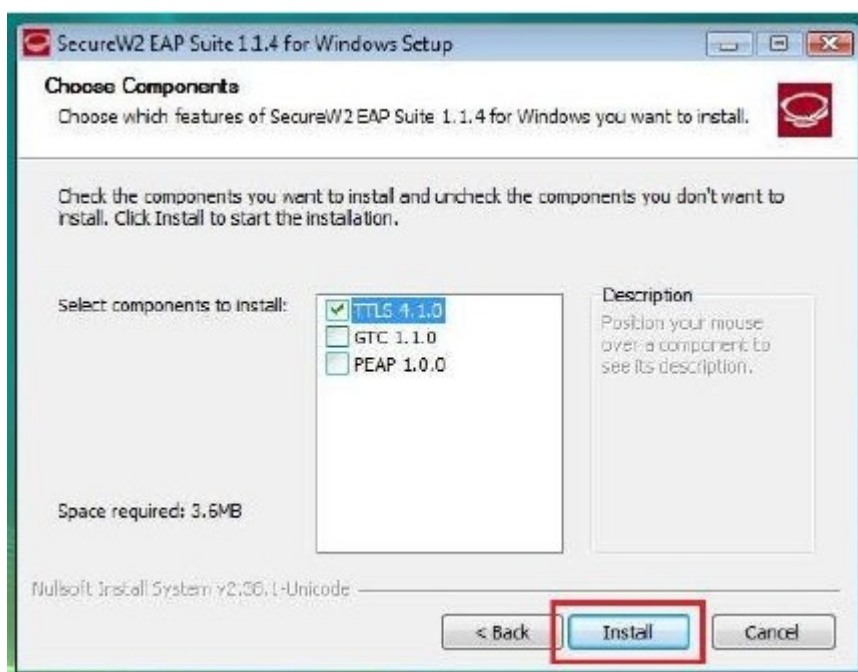 SecureW2 EAP Suite 1.1.4 for Windows Setup
Choose Components
Choose which features of SecureW2 EAP Suite 1.1.4 for Windows you want to install.
Check the components you want to install and uncheck the components you don't want to
install. Click Install to start the installation.
Select components to install:
TTLS 4.1.0
GTC 1.1.0
PEAP 1.0.0
Description
Position your mouse
over a component to
see its description.
Space required: 3.6MB
Nullsoft Install System
< Back
Install
Cancel